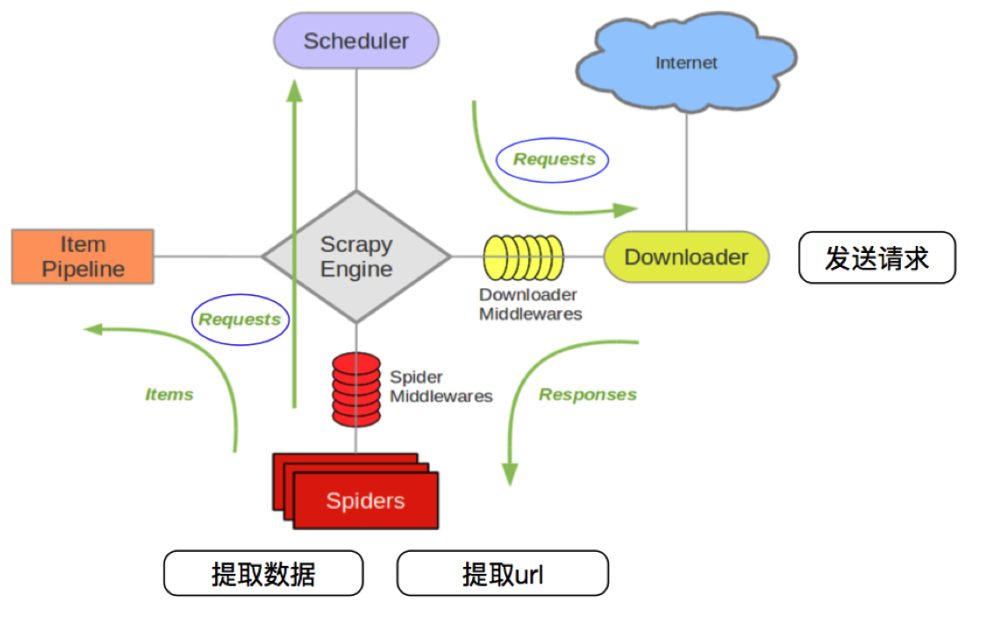 Scheduler
Internet
Requests
Item
Pipeline
Scrapy
Engine
Downloader
发送请求
Downloader
Middlewares
Requests
Items
Spider
Middlewares
Responses
Spiders
提取数据
提取url